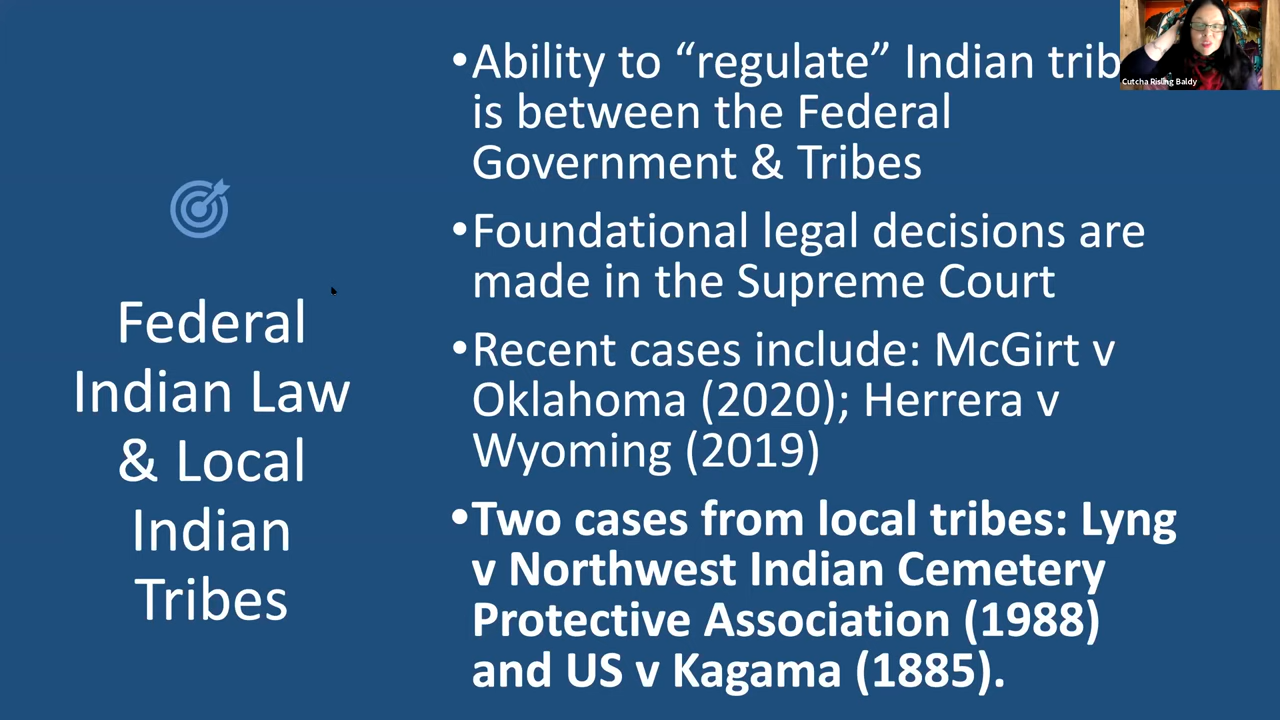 Federal
Indian Law
& Local
Indian
Tribes
•Ability to “regulate” Indian trib
is between the Federal
Government & Tribes
•Foundational legal decisions are
made in the Supreme Court
•Recent cases include: McGirt v
Oklahoma (2020); Herrera v
Wyoming (2019)
•Two cases from local tribes: Lyng
v Northwest Indian Cemetery
Protective Association (1988)
and US v Kagama (1885).
Cutcha Risling Baldy